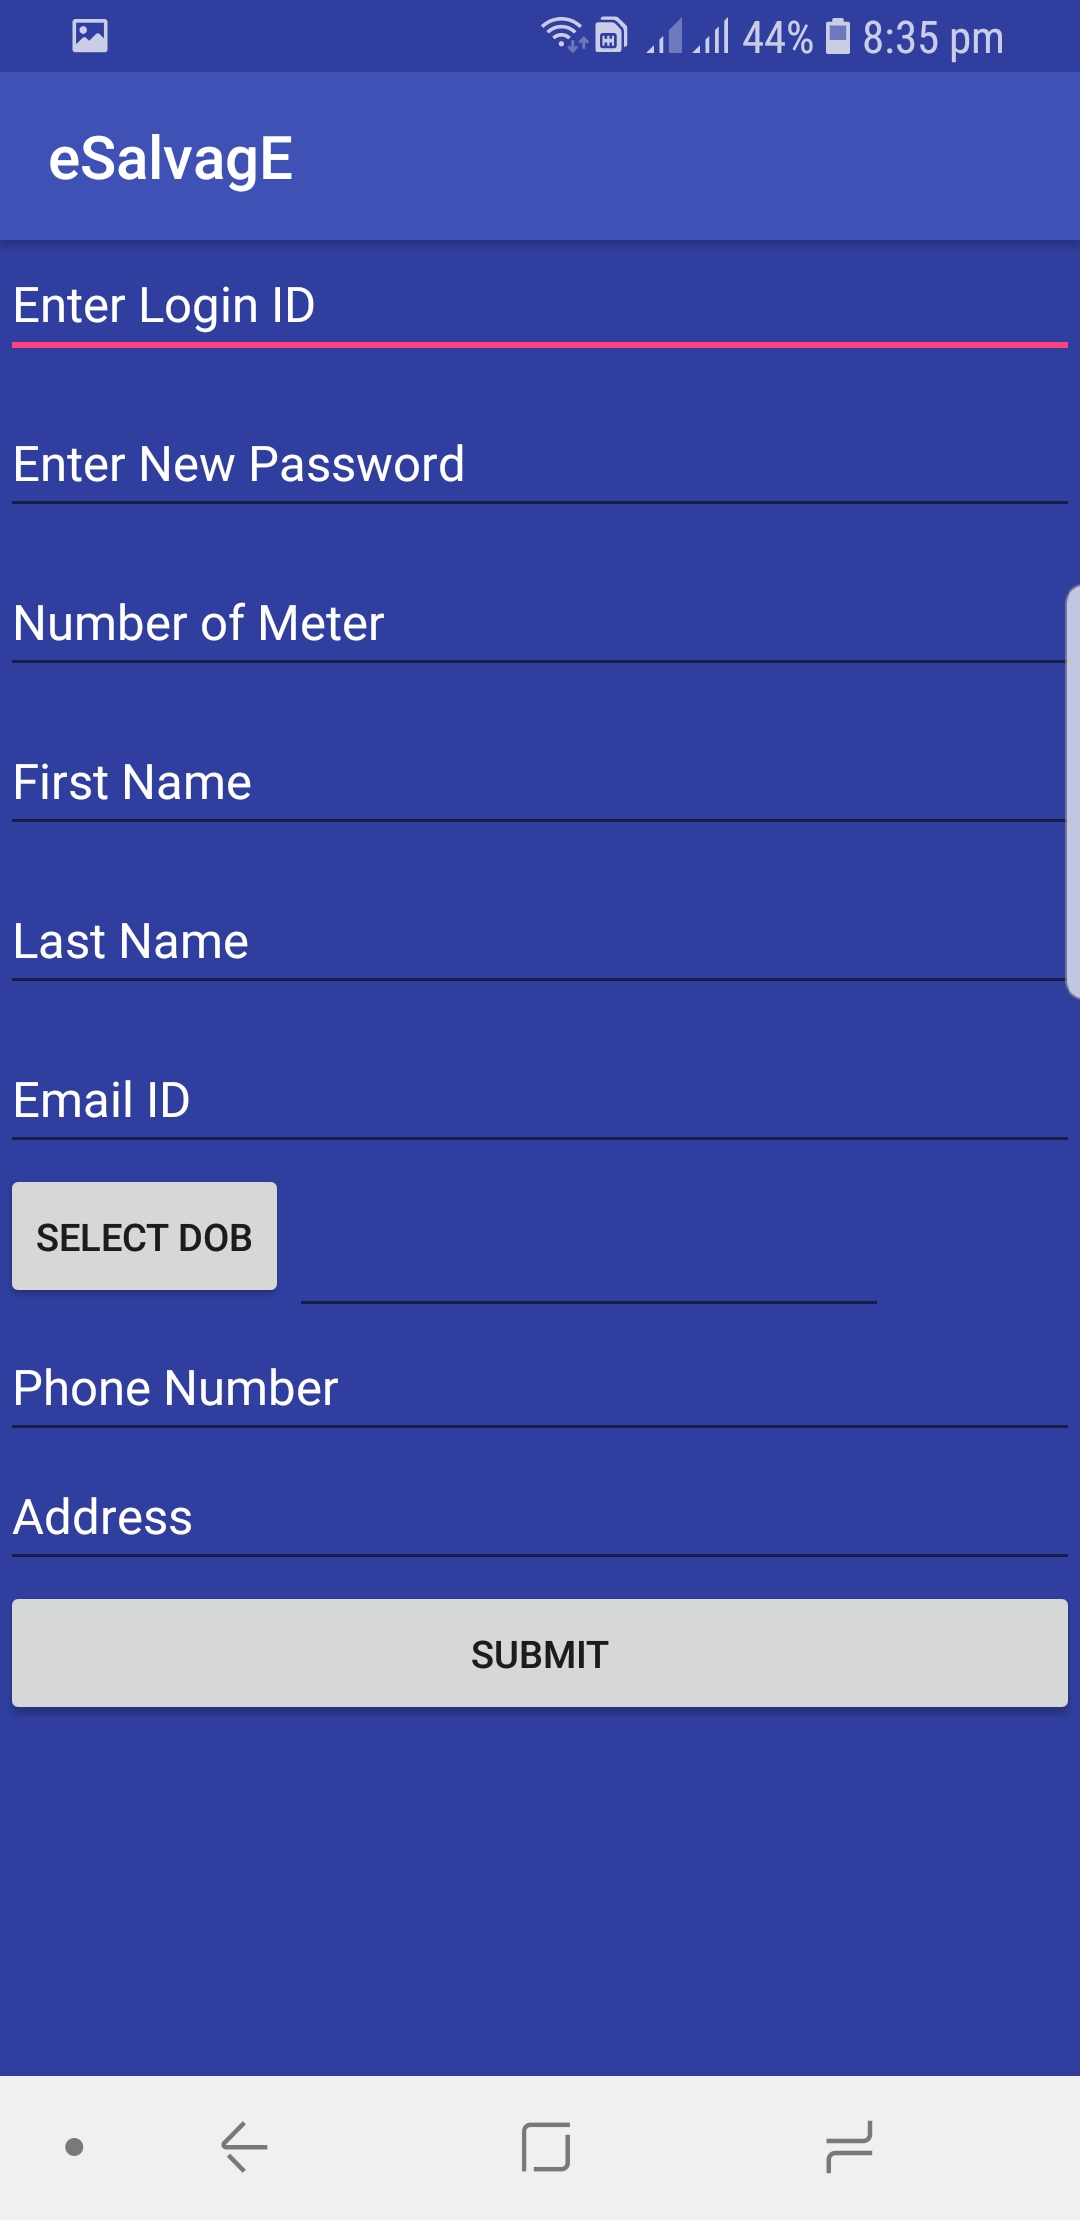 44% 8:35 pm
eSalvagE
Enter Login ID
Enter New Password
Number of Meter
First Name
Last Name
Email ID
SELECT DOB
Phone Number
Address
SUBMIT